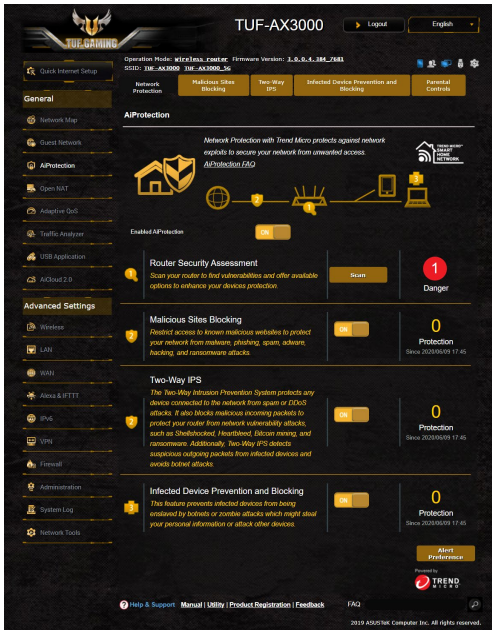 TUF-AX3000
Logout
English
TUF GAMING
Operation Mode: Wireless router Firmware Version: 3.0.0.4.384_7681
SSID: TUF-AX3000 TUF-AX3000_5G
Quick Internet Setup
Network Protection
Malicious Sites Blocking
Two-Way IPS
Infected Device Prevention and Blocking
Parental Controls
General
Network Map
Guest Network
AiProtection
Open NAT
Adaptive QoS
Traffic Analyzer
USB Application
AiCloud 2.0
Advanced Settings
Wireless
LAN
WAN
Alexa & IFTTT
IPv6
VPN
Firewall
Administration
System Log
Network Tools
AiProtection
Network Protection with Trend Micro protects against network
exploits to secure your network from unwanted access.
AiProtection FAQ
TREND MICRO
SMART
HOME
NETWORK
2
1
3
Enabled AiProtection
ON
1
Router Security Assessment
Scan your router to find vulnerabilities and offer available
options to enhance your devices protection.
Scan
1
Danger
2
Malicious Sites Blocking
Restrict access to known malicious websites to protect
your network from malware, phishing, spam, adware,
hacking, and ransomware attacks.
ON
0
Protection
Since 2020/06/09 17:45
2
Two-Way IPS
The Two-Way Intrusion Prevention System protects any
device connected to the network from spam or DDoS
attacks. It also blocks malicious incoming packets to
protect your router from network vulnerability attacks,
such as Shellshocked, Heartbleed, Bitcoin mining, and
ransomware. Additionally, Two-Way IPS detects
suspicious outgoing packets from infected devices and
avoids botnet attacks.
ON
0
Protection
Since 2020/06/09 17:45
3
Infected Device Prevention and Blocking
This feature prevents infected devices from being
enslaved by botnets or zombie attacks which might steal
your personal information or attack other devices.
ON
0
Protection
Since 2020/06/09 17:45
Alert
Preference
Powered by
TREND
MICRO
Help & Support Manual | Utility | Product Registration | Feedback FAQ
2019 ASUSTeK Computer Inc. All rights reserved.